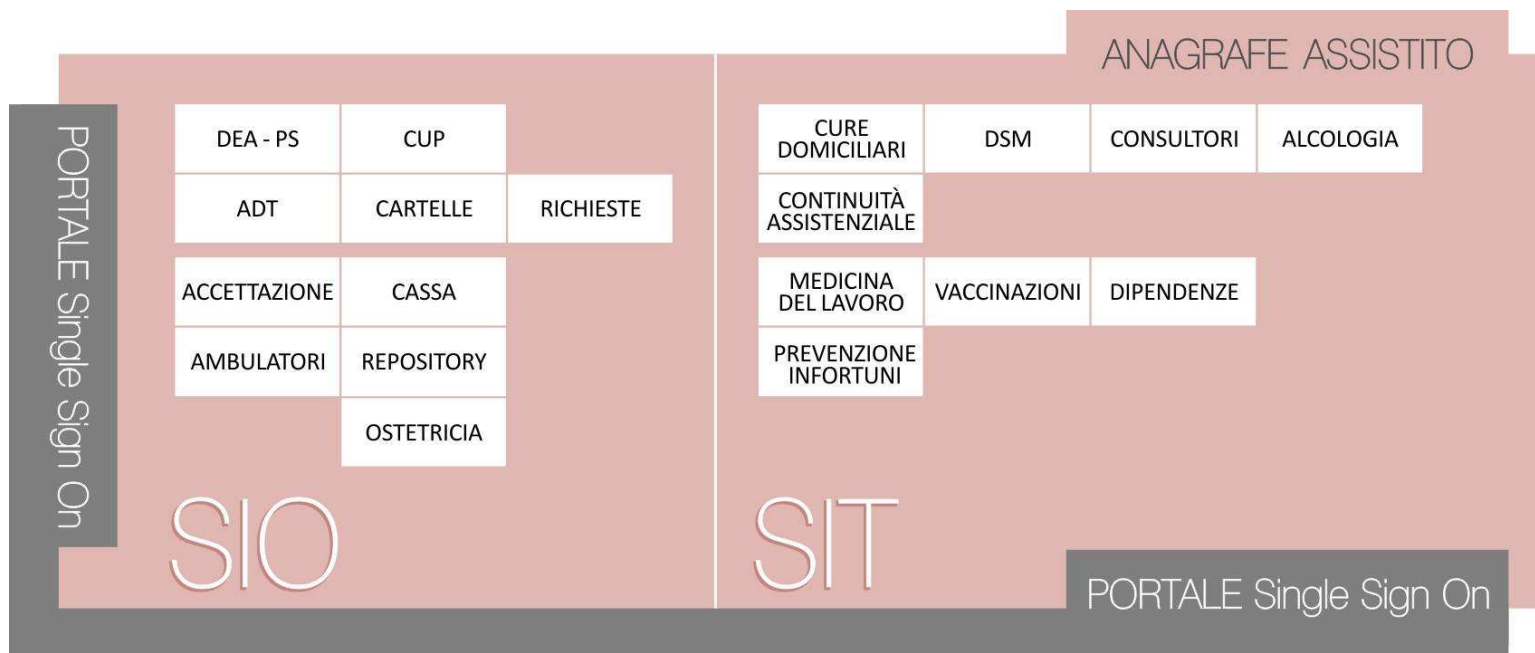 ANAGRAFE ASSISTITO
PORTALE Single Sign On
DEA - PS
CUP
ADT
CARTELLE
RICHIESTE
ACCETTAZIONE
CASSA
AMBULATORI
REPOSITORY
OSTETRICIA
SIO
CURE
DOMICILIARI
DSM
CONSULTORI
ALCOLOGIA
CONTINUITÀ
ASSISTENZIALE
MEDICINA
DEL LAVORO
VACCINAZIONI
DIPENDENZE
PREVENZIONE
INFORTUNI
SIT
PORTALE Single Sign On